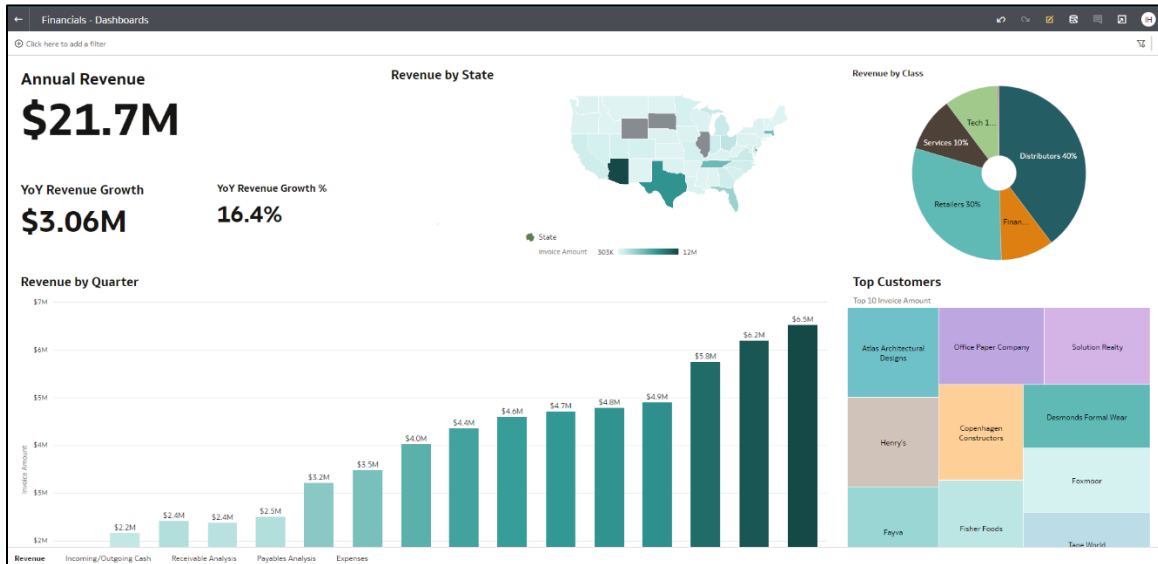 Financials - Dashboards
IH
Click here to add a filter
Annual Revenue
$21.7M
YoY Revenue Growth
$3.06M
YoY Revenue Growth %
16.4%
Revenue by State
State
Invoice Amount 303K 12M
Revenue by Class
Tech 1...
Services 10%
Distributors 40%
Retailers 30%
Finan...
Revenue by Quarter
Invoice Amount
$7M
$6M
$5M
$4M
$3M
$2M
$2.2M
$2.4M
$2.4M
$2.5M
$3.2M
$3.5M
$4.0M
$4.4M
$4.6M
$4.7M
$4.8M
$4.9M
$5.8M
$6.2M
$6.5M
Top Customers
Top 10 Invoice Amount
Atlas Architectural
Designs
Office Paper Company
Solution Realty
Henry's
Copenhagen
Constructors
Desmonds Formal Wear
Foxmoor
Fayva
Fisher Foods
Tape World
Revenue Incoming/Outgoing Cash Receivable Analysis Payables Analysis Expenses